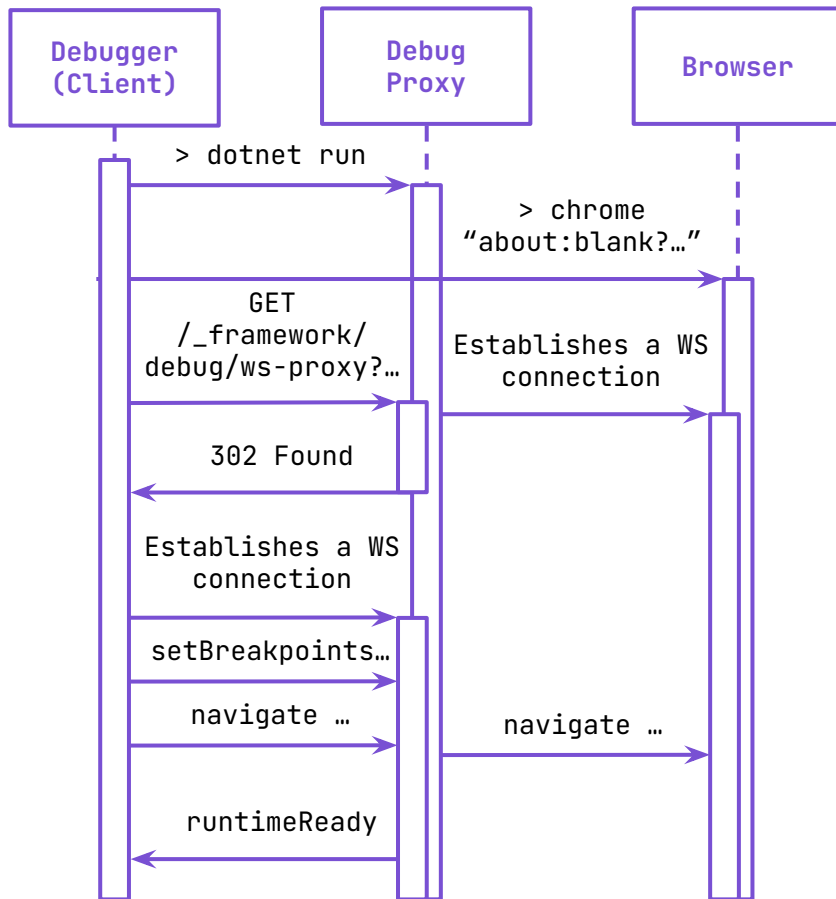 Debugger
(Client)
Debug
Proxy
Browser
> dotnet run
> chrome
“about:blank?…”
GET
/_framework/
debug/ws-proxy?…
Establishes a WS
connection
302 Found
Establishes a WS
connection
setBreakpoints…
navigate …
navigate …
runtimeReady